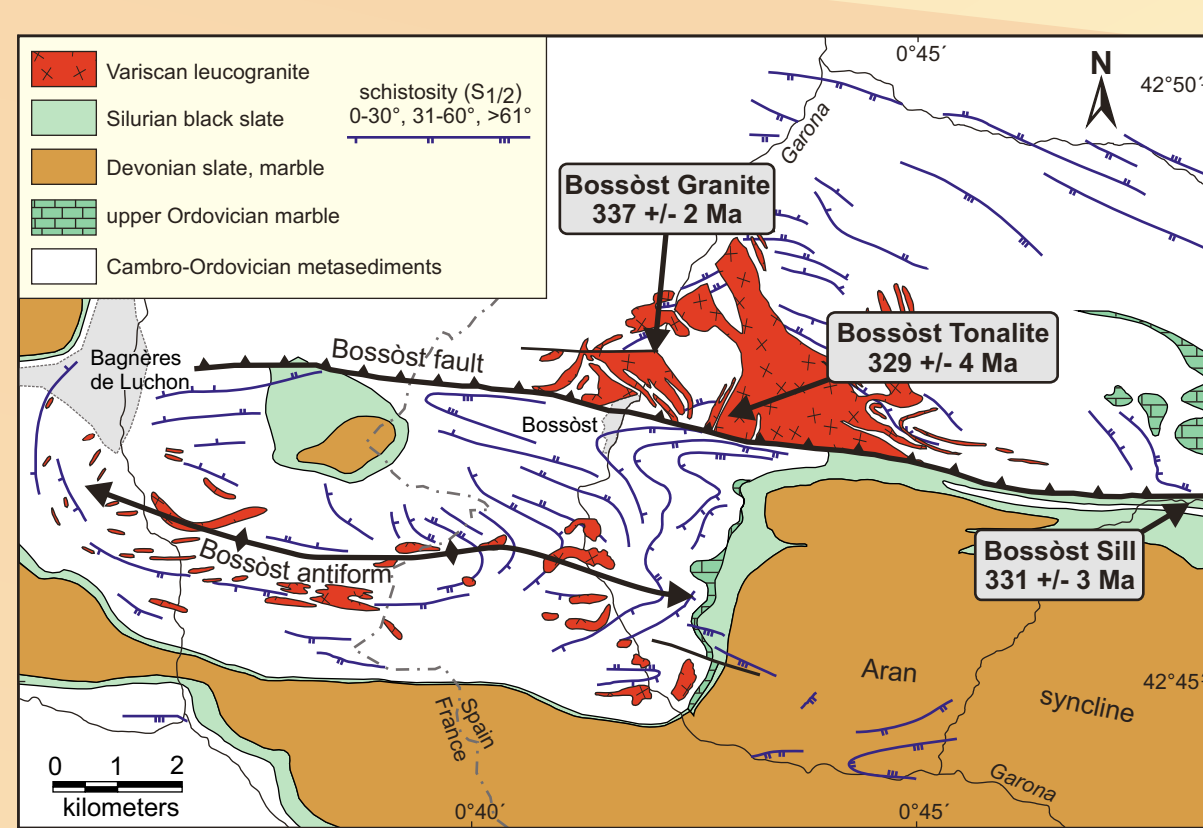 Variscan leucogranite
Silurian black slate
Devonian slate, marble
upper Ordovician marble
Cambro-Ordovician metasediments
schistosity (S1/2)
0-30°, 31-60°, >61°
0°45´
N
42°50´
Garona
Bossòst Granite
337 +/- 2 Ma
Bossòst Tonalite
329 +/- 4 Ma
Bagnères
de Luchon
Bossòst fault
Bossòst
Bossòst antiform
Bossòst Sill
331 +/- 3 Ma
Aran
syncline
42°45´
Spain
France
Garona
0 1 2
kilometers
0°40´
0°45´